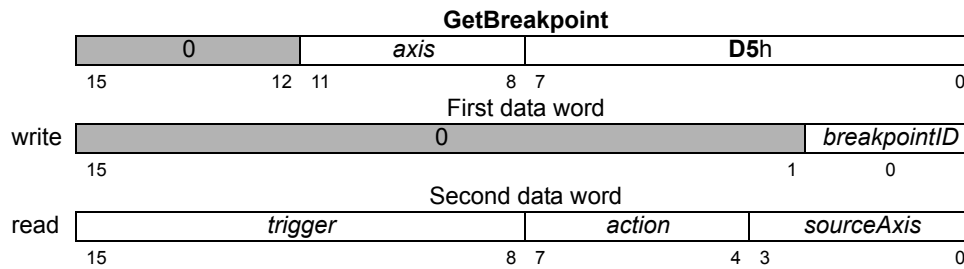 GetBreakpoint
0 axis D5h
15 12 11 8 7 0
First data word
write 0 breakpointID
15 1 0
Second data word
read trigger action sourceAxis
15 8 7 4 3 0